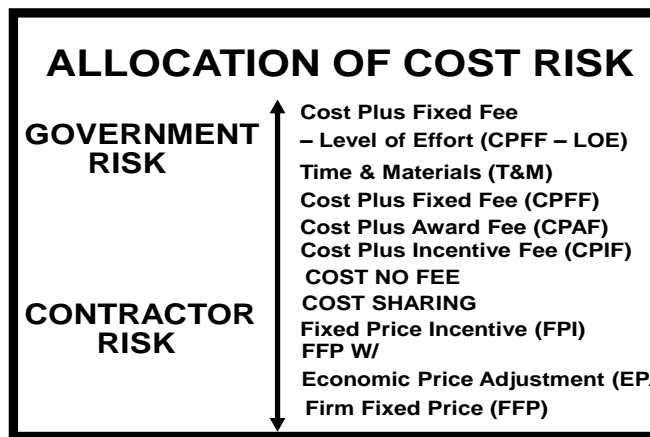 ALLOCATION OF COST RISK
GOVERNMENT
RISK
CONTRACTOR
RISK
Cost Plus Fixed Fee
– Level of Effort (CPFF – LOE)
Time & Materials (T&M)
Cost Plus Fixed Fee (CPFF)
Cost Plus Award Fee (CPAF)
Cost Plus Incentive Fee (CPIF)
COST NO FEE
COST SHARING
Fixed Price Incentive (FPI)
FFP W/
Economic Price Adjustment (EPA
Firm Fixed Price (FFP)